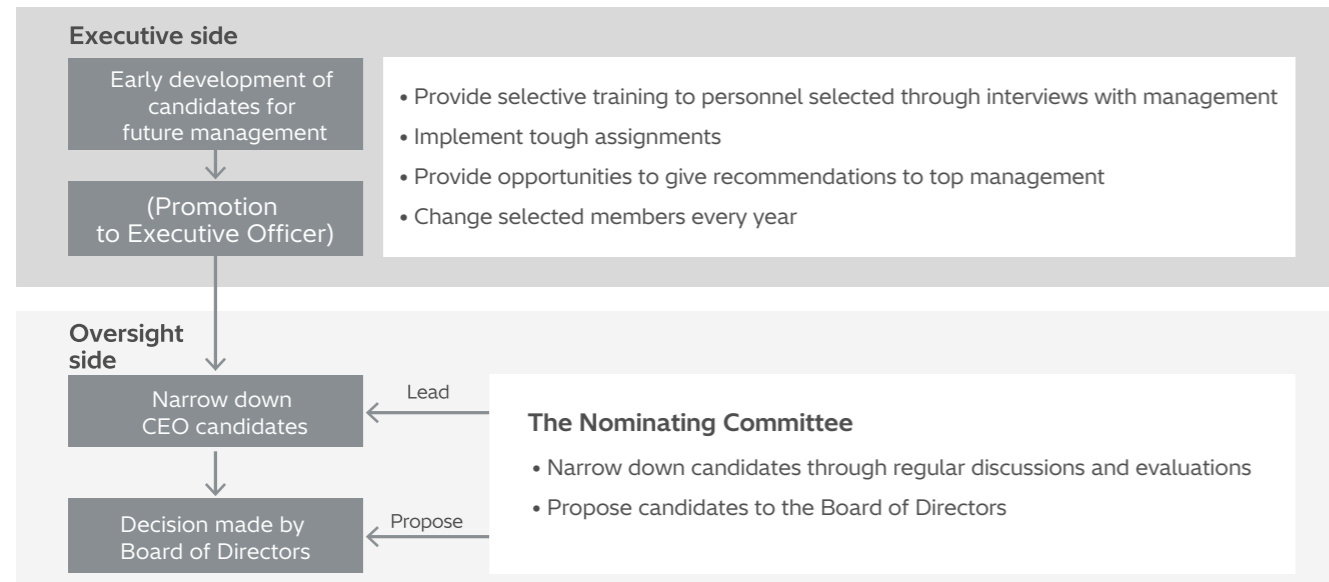 Executive side
Early development of
candidates for
future management
(Promotion
to Executive Officer)
• Provide selective training to personnel selected through interviews with management
• Implement tough assignments
• Provide opportunities to give recommendations to top management
• Change selected members every year
Oversight
side
Narrow down
CEO candidates
Lead
Decision made by
Board of Directors
Propose
The Nominating Committee
• Narrow down candidates through regular discussions and evaluations
• Propose candidates to the Board of Directors